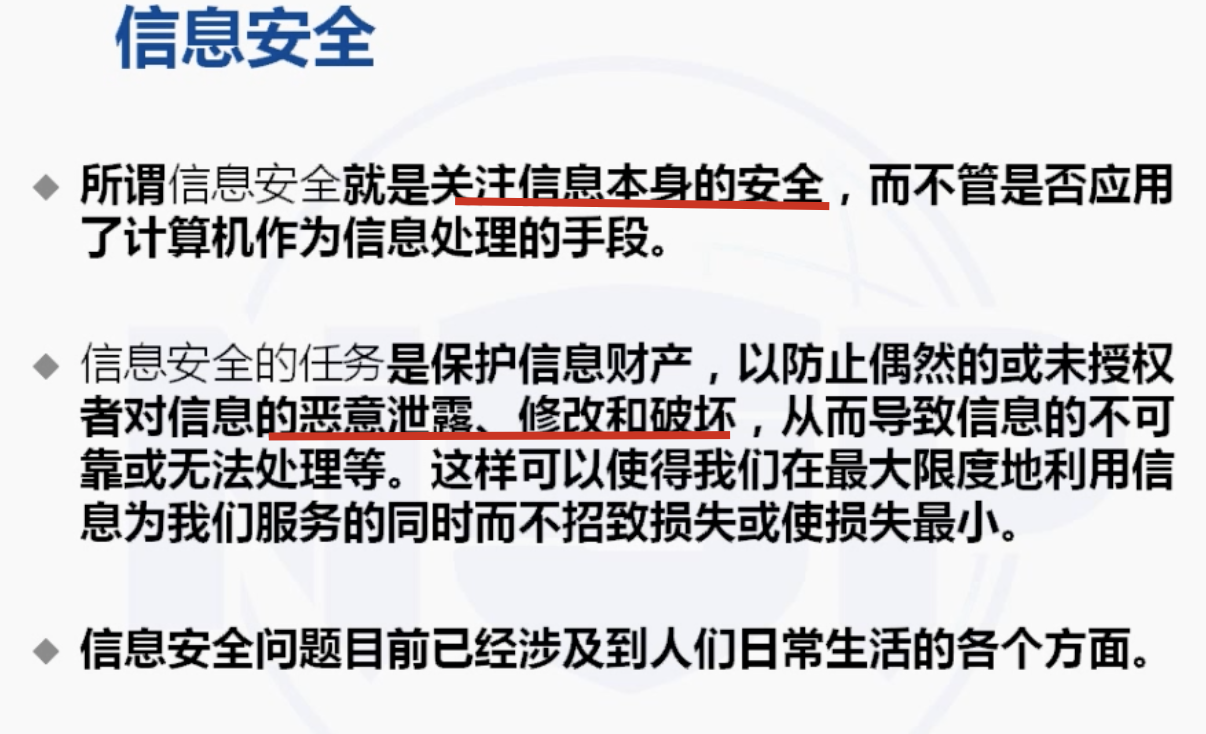 信息安全
所谓信息安全就是关注信息本身的安全，而不管是否应用
了计算机作为信息处理的手段。
信息安全的任务是保护信息财产，以防止偶然的或未授权
者对信息的恶意泄露、修改和破坏，从而导致信息的不可
靠或无法处理等。这样可以使得我们在最大限度地利用信
息为我们服务的同时而不招致损失或使损失最小。
信息安全问题目前已经涉及到人们日常生活的各个方面。